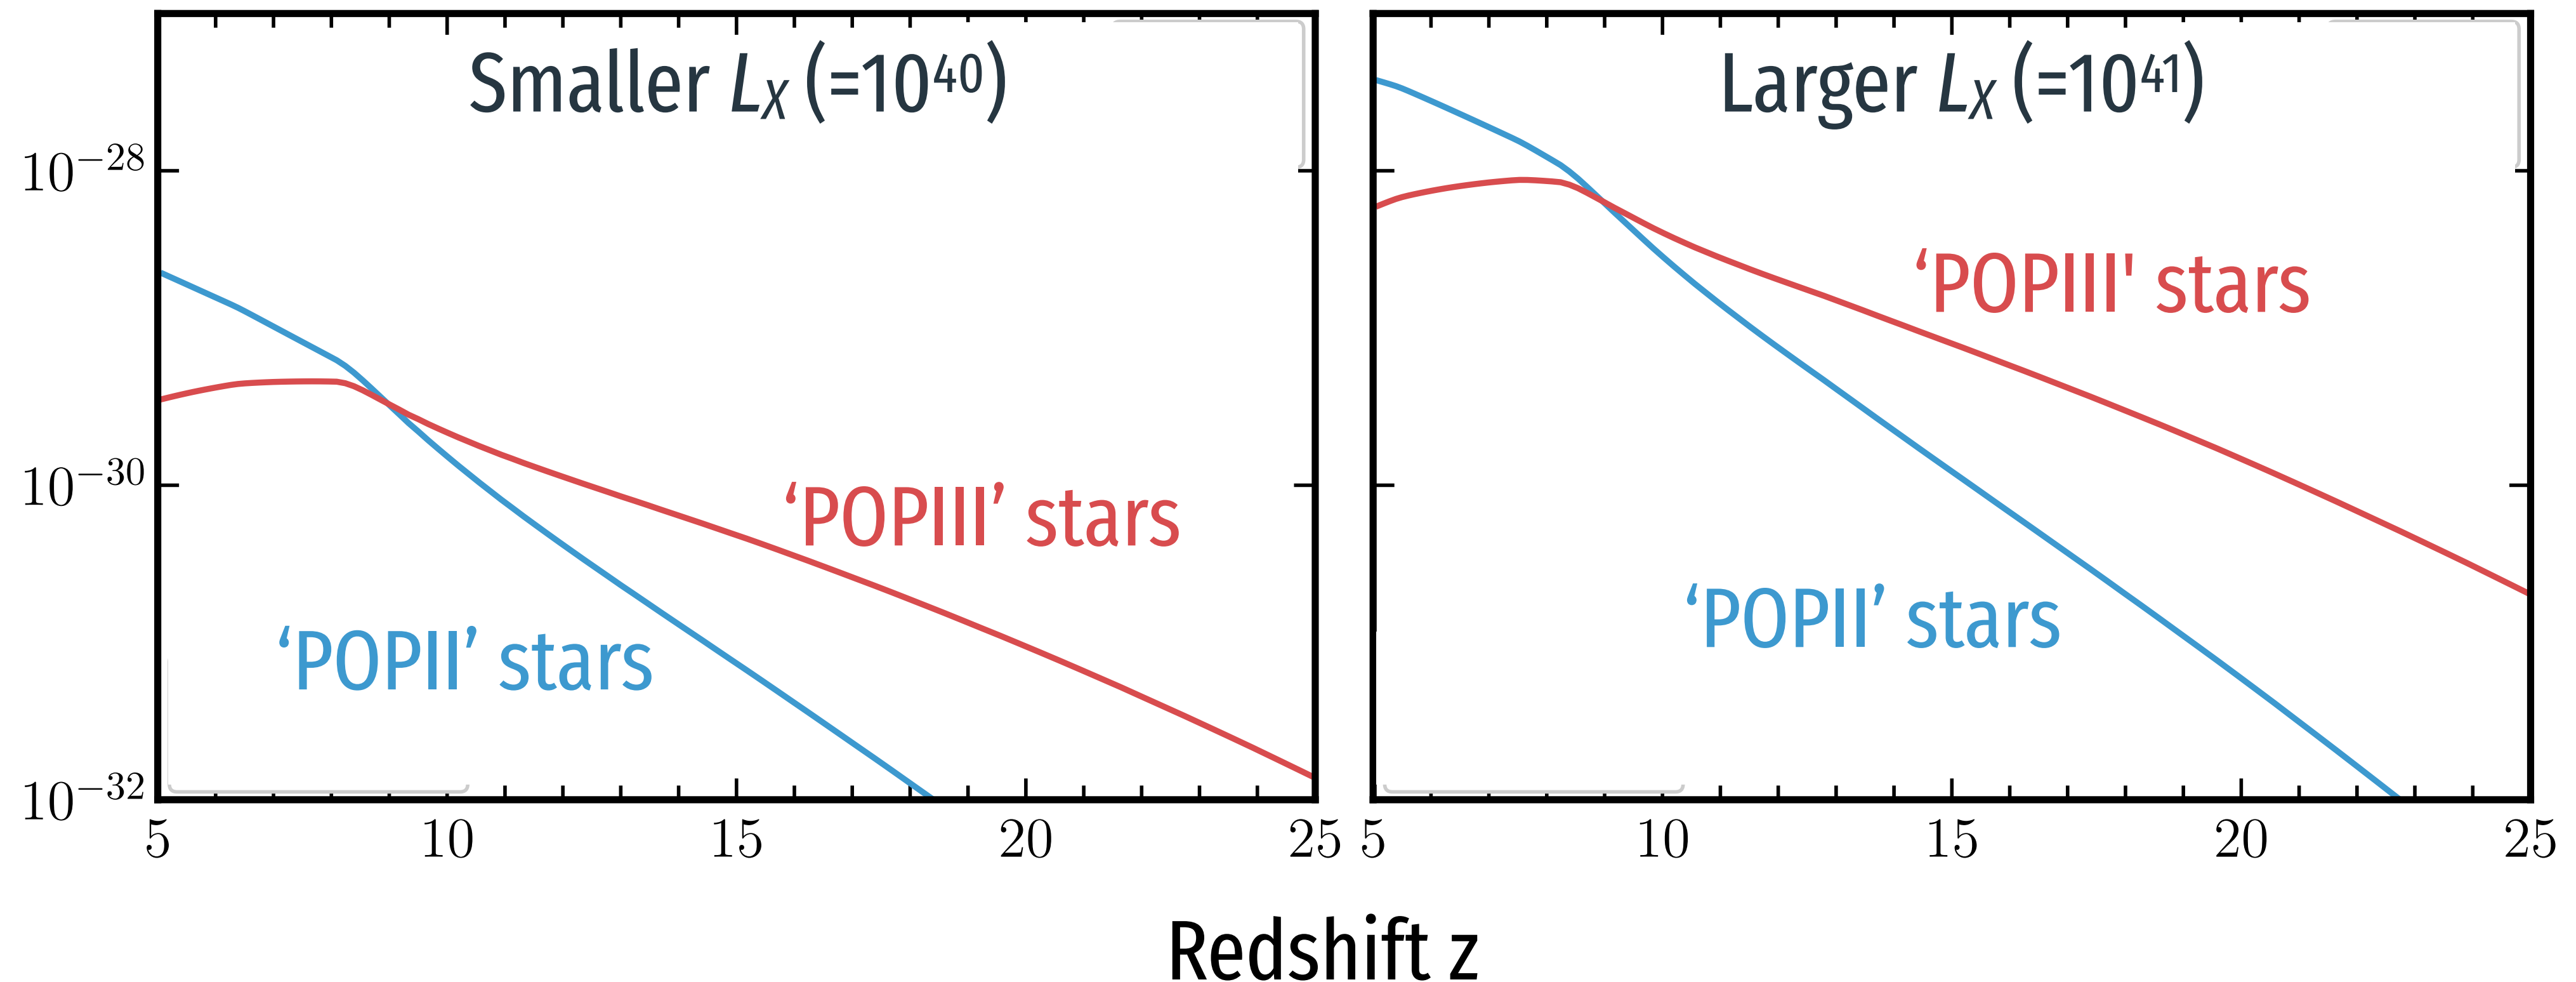 Smaller L_X (=10^40)
Larger L_X (=10^41)
10^−28
‘POPIII' stars
10^−30
‘POPIII’ stars
‘POPII’ stars
‘POPII’ stars
10^−32
5 10 15 20 25 5 10 15 20 25
Redshift z